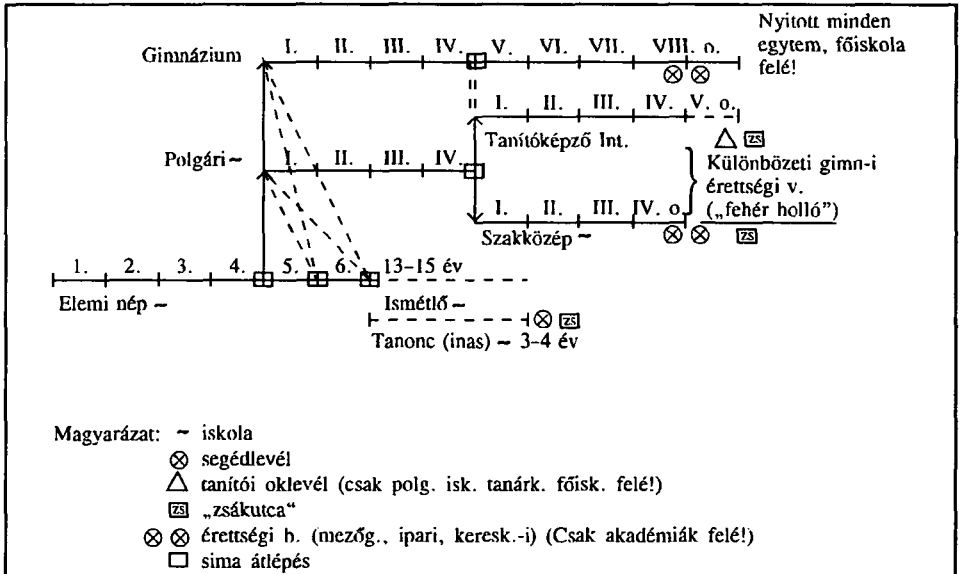 Nyitott minden
egytem, főiskola
felé!
Gimnázium
I. II. III. IV. V. VI. VII. VIII. o.
I. II. III. IV. V. o.
Tanítóképző Int.
zs
Polgári ~
I. II. III. IV.
Különbözeti gimn-i
érettségi v.
(„fehér holló”)
I. II. III. IV. o.
Szakközép ~
zs
1. 2. 3. 4. 5. 6. 13–15 év
Elemi nép ~
Ismétlő ~
zs
Tanonc (inas) ~ 3–4 év
Magyarázat: ~ iskola
segédlevél
tanítói oklevél (csak polg. isk. tanárk. főisk. felé!)
zs „zsákutca“
érettségi b. (mezőg., ipari, keresk.-i) (Csak akadémiák felé!)
sima átlépés